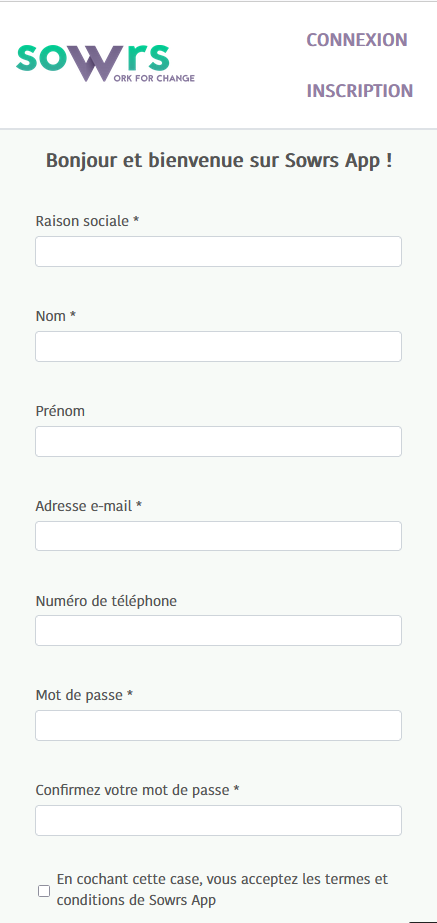 sowrs
ORK FOR CHANGE
CONNEXION
INSCRIPTION
Bonjour et bienvenue sur Sowrs App !
Raison sociale *
Nom *
Prénom
Adresse e-mail *
Numéro de téléphone
Mot de passe *
Confirmez votre mot de passe *
En cochant cette case, vous acceptez les termes et
conditions de Sowrs App